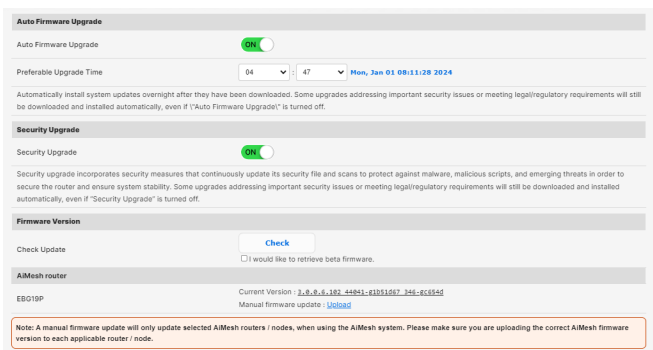 Auto Firmware Upgrade
Auto Firmware Upgrade
ON
Preferable Upgrade Time
04 : 47 Mon, Jan 01 08:11:28 2024
Automatically install system updates overnight after they have been downloaded. Some upgrades addressing important security issues or meeting legal/regulatory requirements will still
be downloaded and installed automatically, even if \"Auto Firmware Upgrade\" is turned off.
Security Upgrade
Security Upgrade
ON
Security upgrade incorporates security measures that continuously update its security file and scans to protect against malware, malicious scripts, and emerging threats in order to
secure the router and ensure system stability. Some upgrades addressing important security issues or meeting legal/regulatory requirements will still be downloaded and installed
automatically, even if "Security Upgrade" is turned off.
Firmware Version
Check Update
Check
I would like to retrieve beta firmware.
AiMesh router
EBG19P
Current Version : 3.0.0.6.102_44041-g1b51d67_346-gc654d
Manual firmware update : Upload
Note: A manual firmware update will only update selected AiMesh routers / nodes, when using the AiMesh system. Please make sure you are uploading the correct AiMesh firmware
version to each applicable router / node.